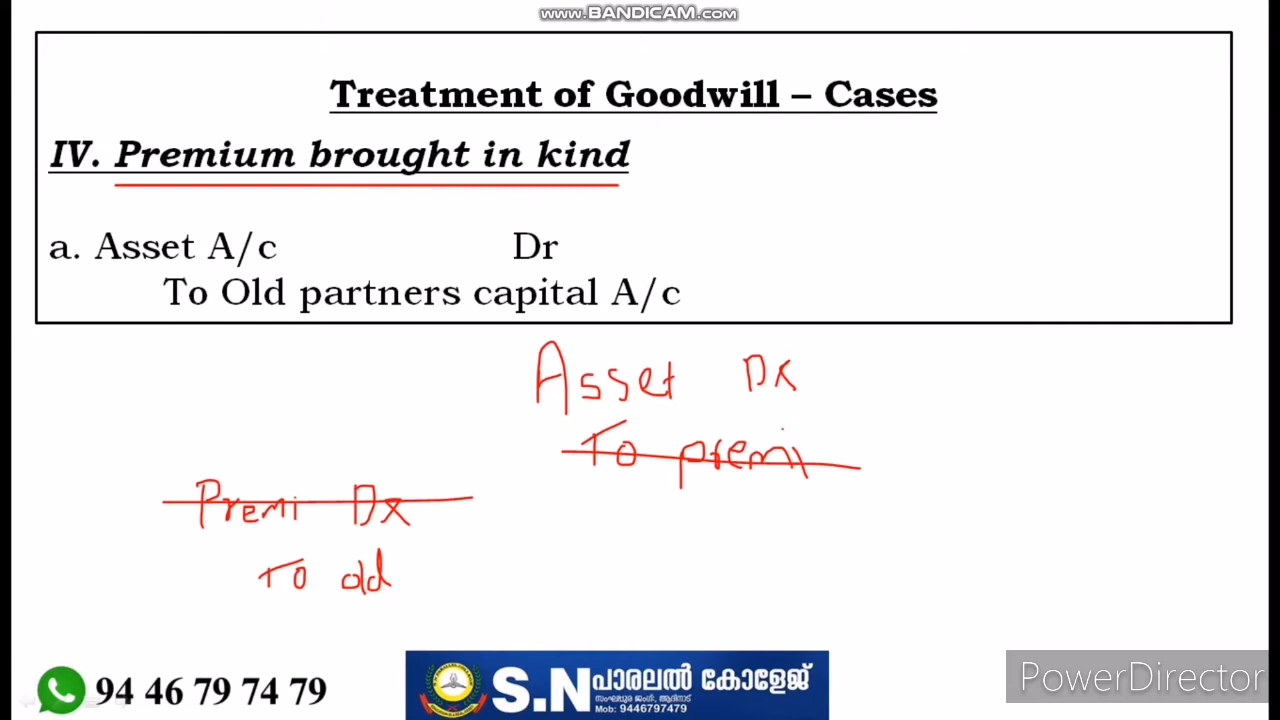 www.BANDICAM.com
Treatment of Goodwill – Cases
IV. Premium brought in kind
a. Asset A/c Dr
To Old partners capital A/c
Asset Dr
To premi
Premi Dr
To old
94 46 79 74 79
S.N പാരലൽ കോളേജ്
Mob: 9446797479
PowerDirector